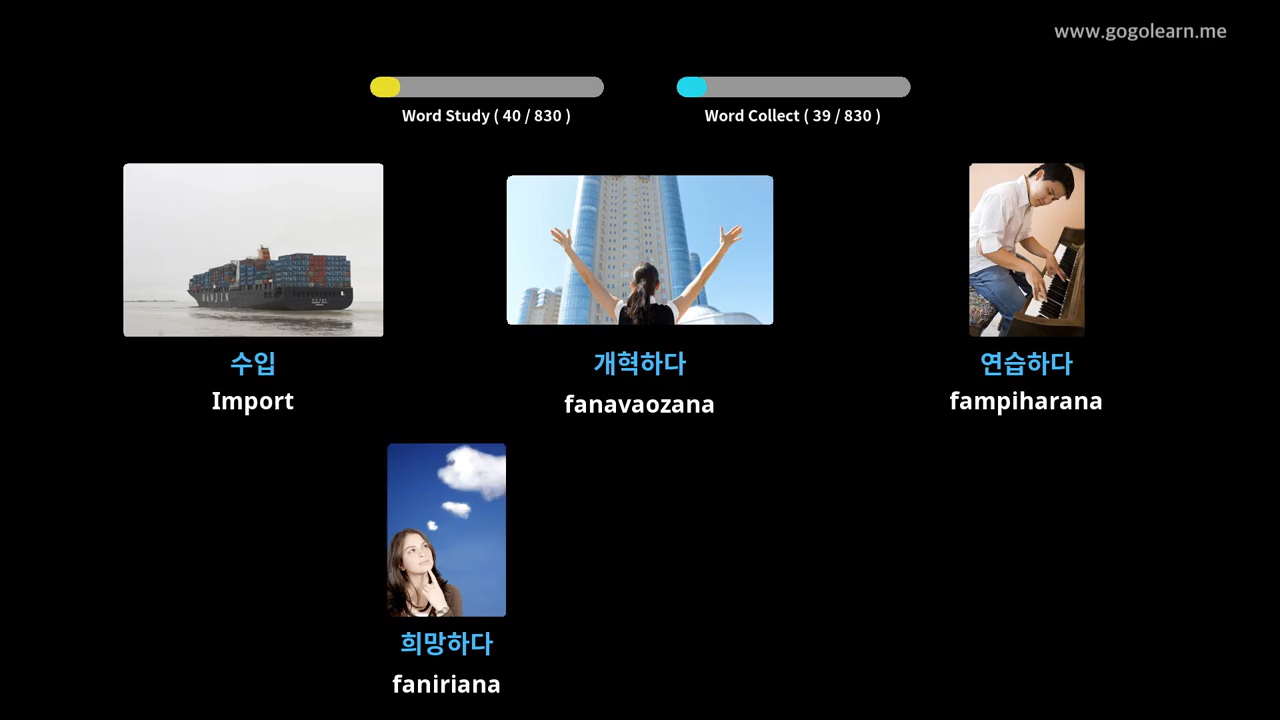 www.gogolearn.me
Word Study ( 40 / 830 )
Word Collect ( 39 / 830 )
수입
Import
개혁하다
fanavaozana
연습하다
fampiharana
희망하다
faniriana